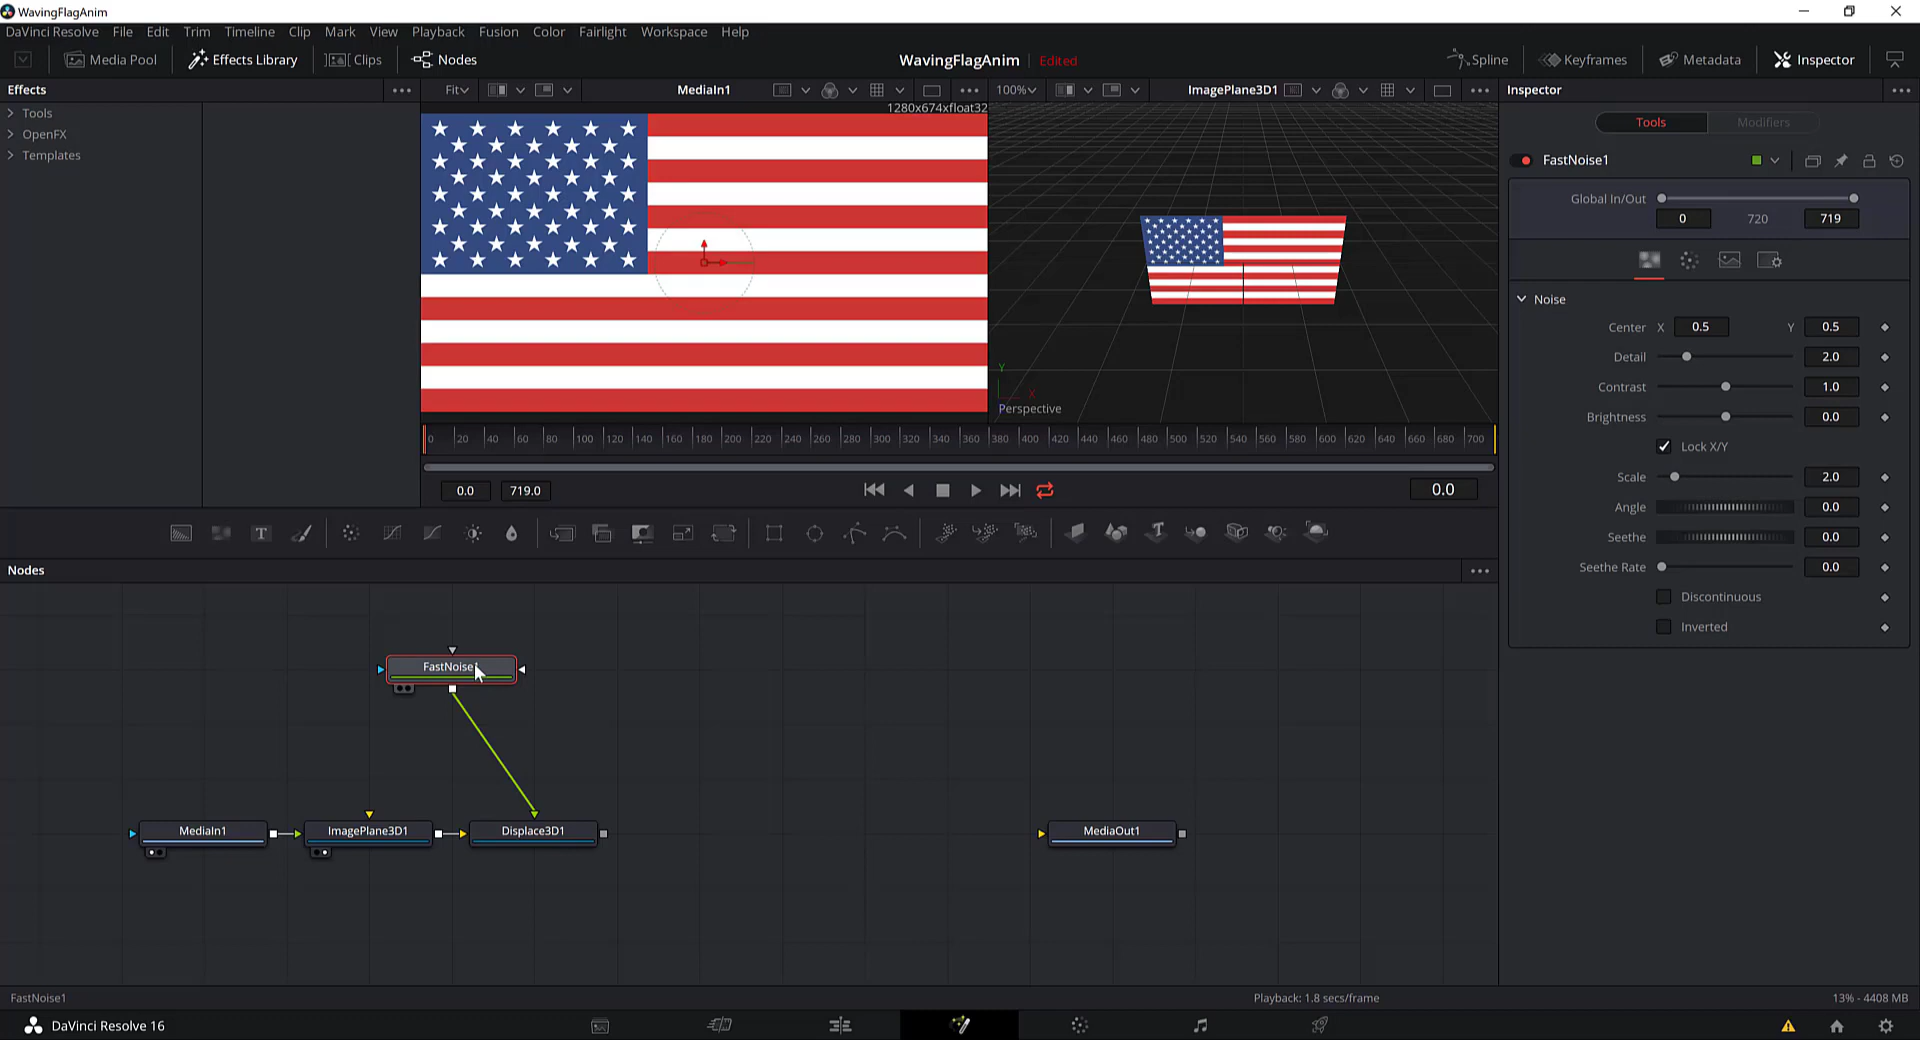 WavingFlagAnim
DaVinci Resolve File Edit Trim Timeline Clip Mark View Playback Fusion Color Fairlight Workspace Help
Media Pool Effects Library Clips Nodes WavingFlagAnim Edited Spline Keyframes Metadata Inspector
Effects Fit MediaIn1 100% ImagePlane3D1 Inspector
1280x674xfloat32
Tools
OpenFX
Templates
Tools Modifiers
FastNoise1
Global In/Out
0 720 719
Noise
Center X 0.5 Y 0.5
Detail 2.0
Contrast 1.0
Brightness 0.0
Lock X/Y
Scale 2.0
Angle 0.0
Seethe 0.0
Seethe Rate 0.0
Discontinuous
Inverted
Y
X
Perspective
0 20 40 60 80 100 120 140 160 180 200 220 240 260 280 300 320 340 360 380 400 420 440 460 480 500 520 540 560 580 600 620 640 660 680 700
0.0 719.0 0.0
Nodes
FastNoise1
MediaIn1 ImagePlane3D1 Displace3D1 MediaOut1
FastNoise1 Playback: 1.8 secs/frame 13% - 4408 MB
DaVinci Resolve 16